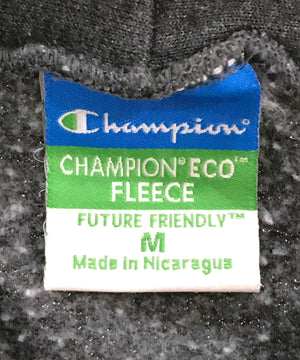 Champion
CHAMPION® ECO™
FLEECE
FUTURE FRIENDLY™
M
Made in Nicaragua